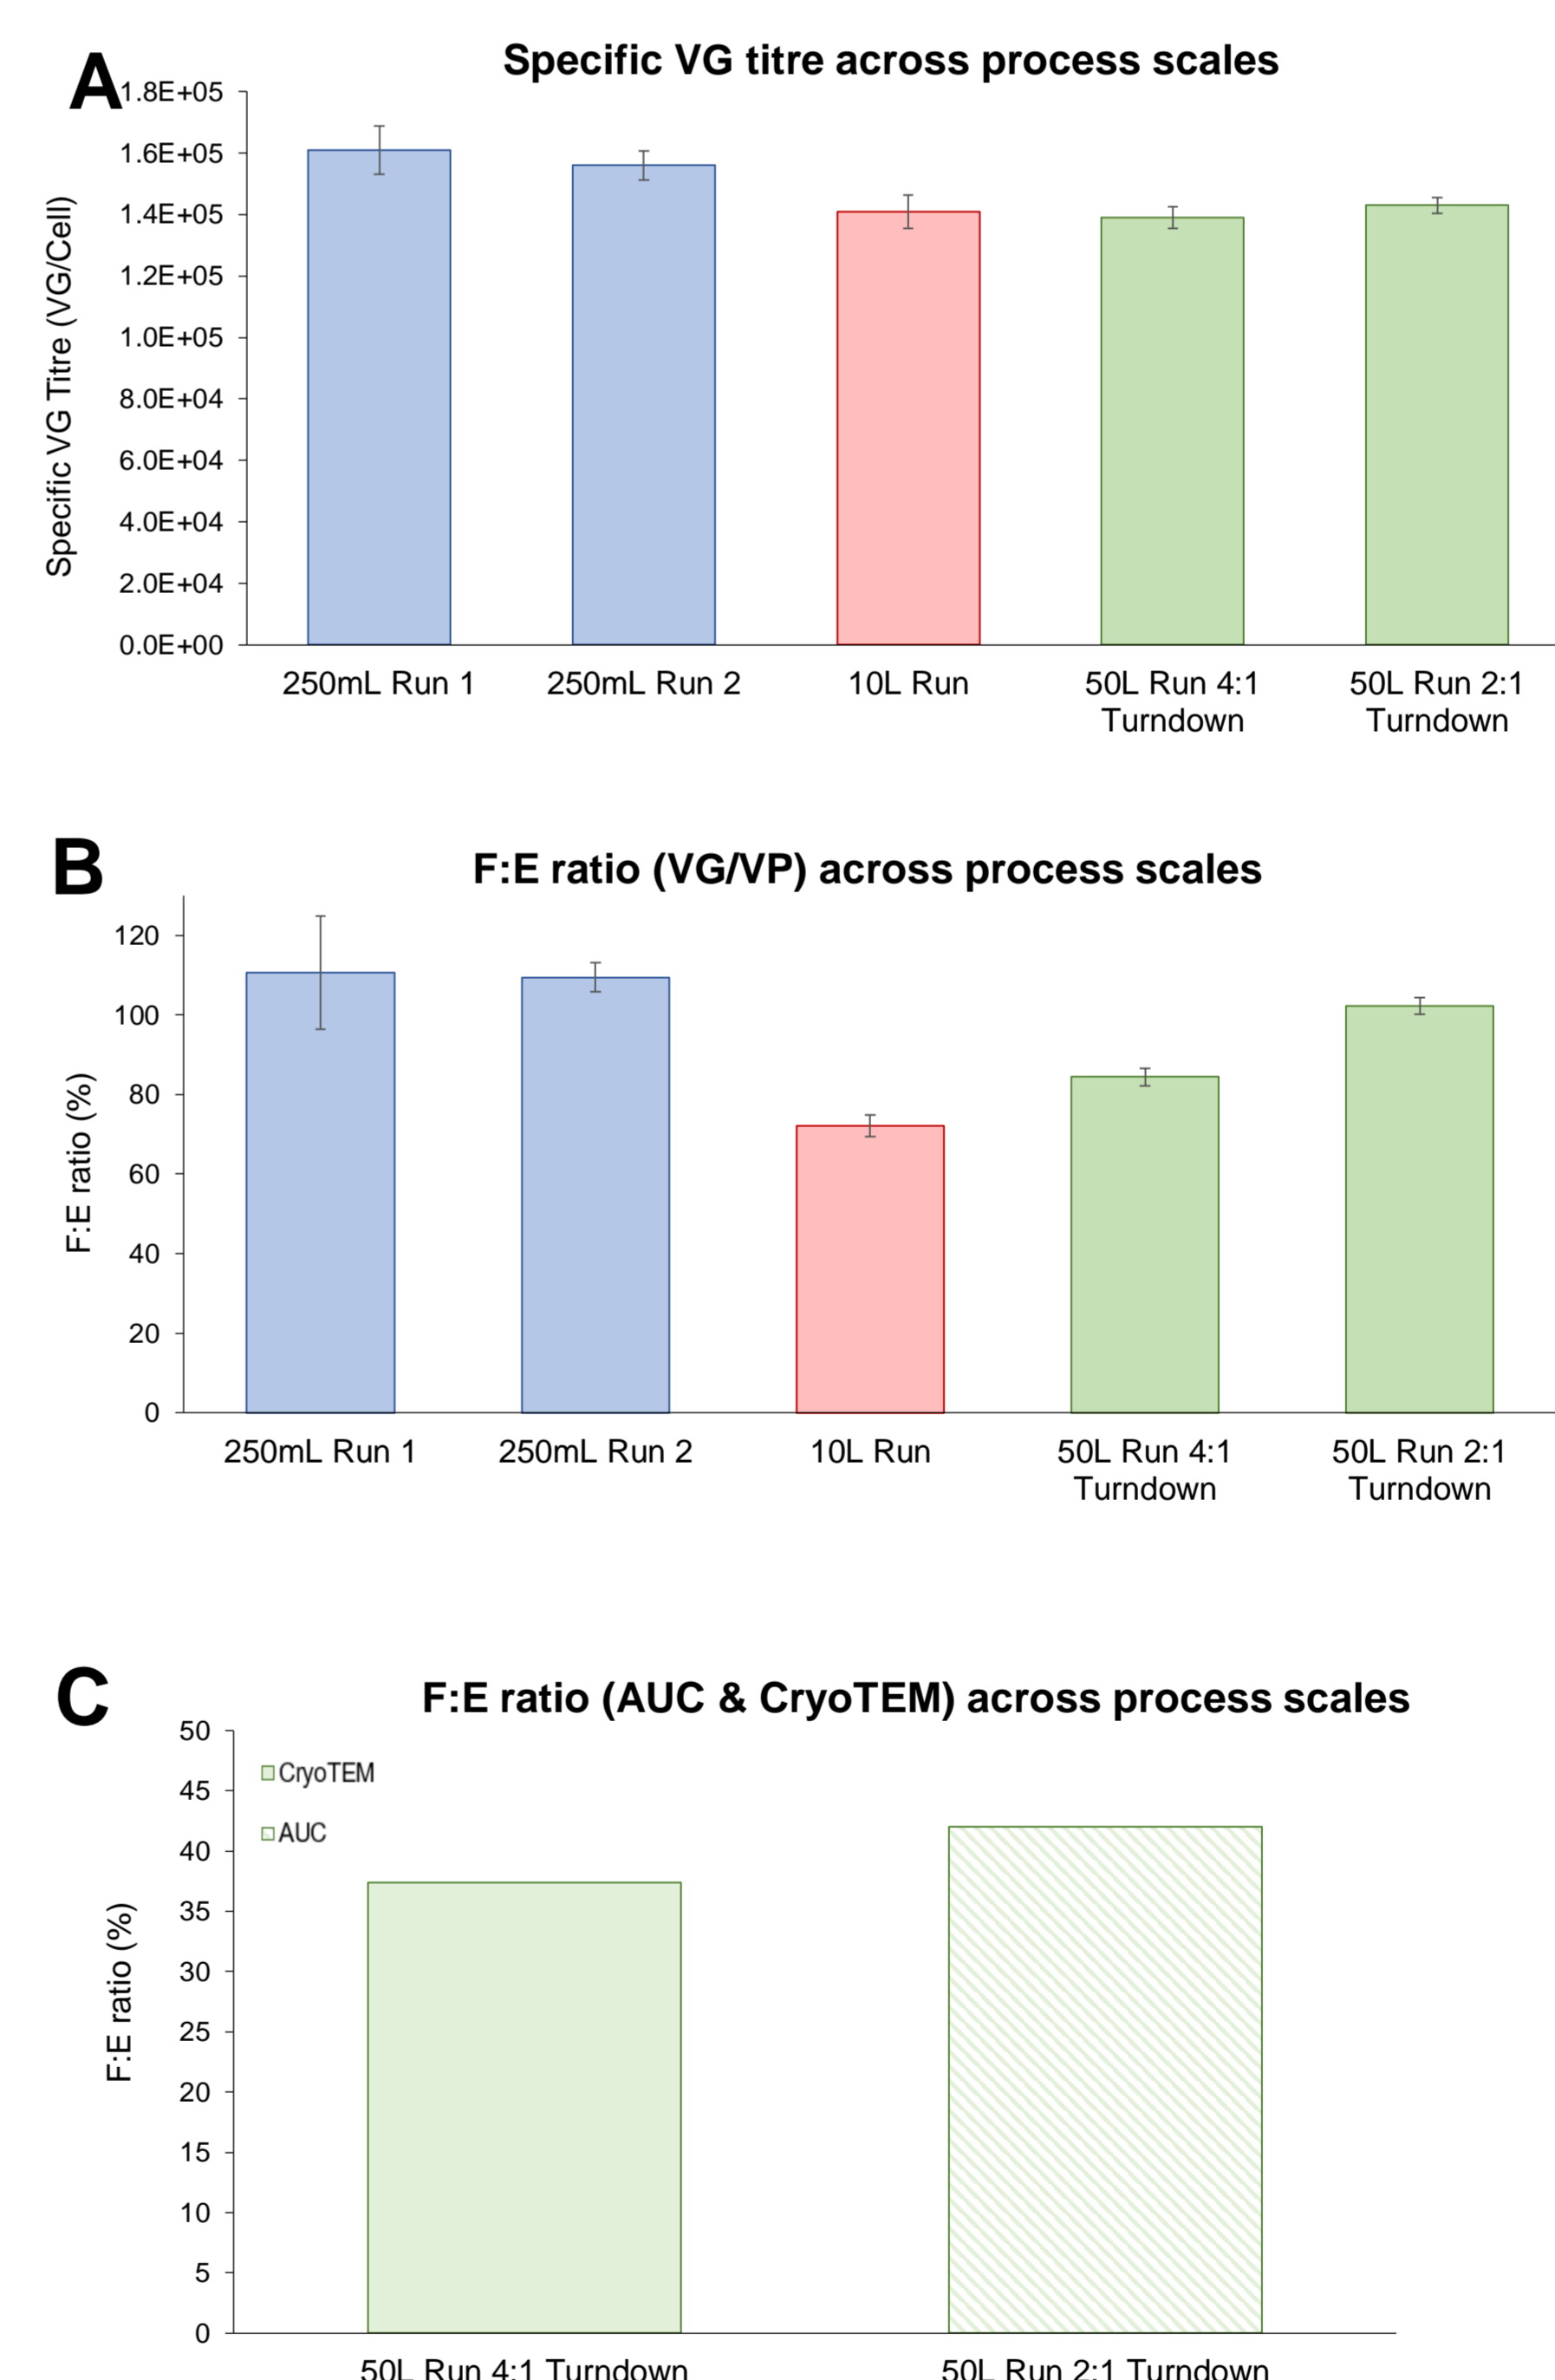 A
Specific VG titre across process scales
Specific VG Titre (VG/Cell)
1.8E+05
1.6E+05
1.4E+05
1.2E+05
1.0E+05
8.0E+04
6.0E+04
4.0E+04
2.0E+04
0.0E+00
250mL Run 1
250mL Run 2
10L Run
50L Run 4:1
Turndown
50L Run 2:1
Turndown
B
F:E ratio (VG/VP) across process scales
F:E ratio (%)
120
100
80
60
40
20
0
250mL Run 1
250mL Run 2
10L Run
50L Run 4:1
Turndown
50L Run 2:1
Turndown
C
F:E ratio (AUC & CryoTEM) across process scales
F:E ratio (%)
50
45
40
35
30
25
20
15
10
5
0
CryoTEM
AUC
50L Run 4:1 Turndown
50L Run 2:1 Turndown